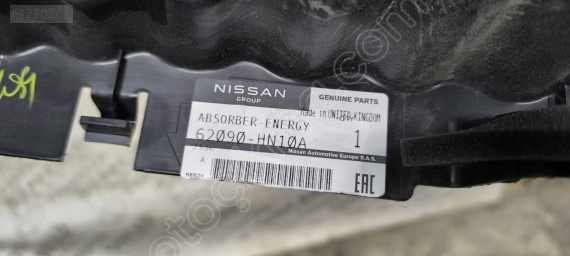 NISSAN
GROUP
GENUINE PARTS
Made in UNITED KINGDOM
ABSORBER-ENERGY
62090-HN10A
1
Nissan Automotive Europe S.A.S.
A
EAC